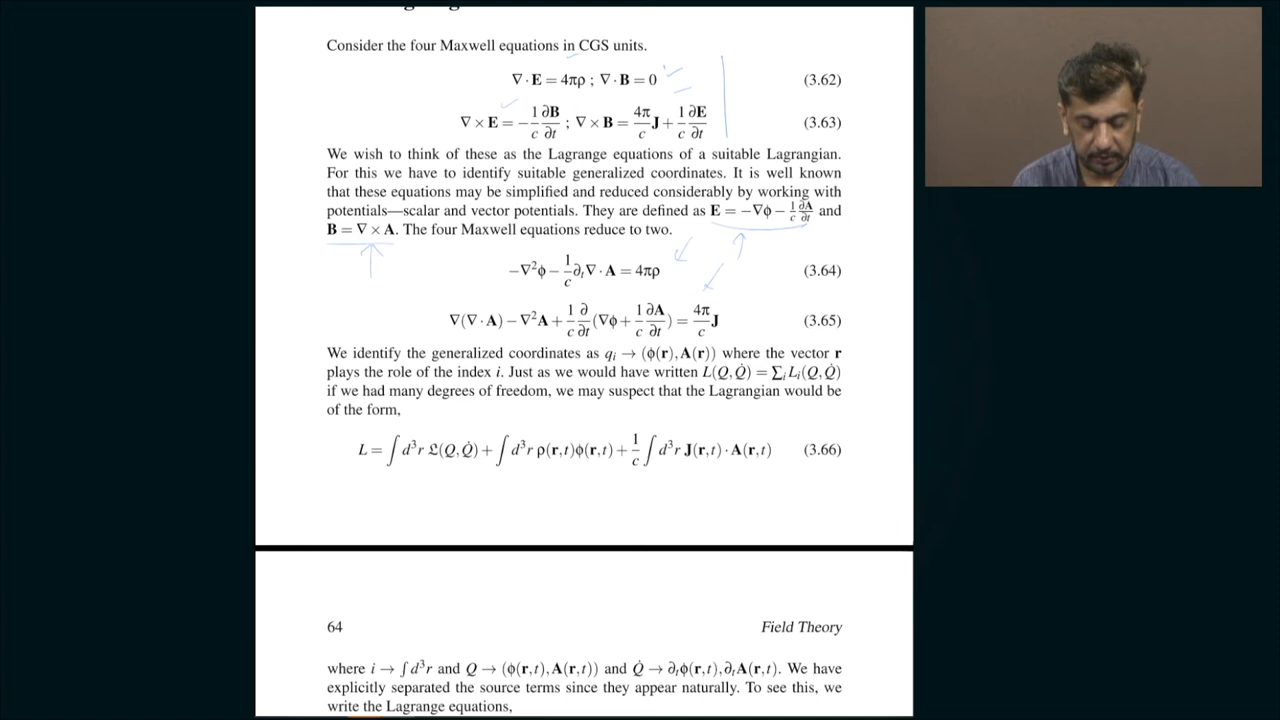 Consider the four Maxwell equations in CGS units.
∇ · E = 4πρ ; ∇ · B = 0 (3.62)
∇ × E = −1/c ∂B/∂t ; ∇ × B = 4π/c J + 1/c ∂E/∂t (3.63)
We wish to think of these as the Lagrange equations of a suitable Lagrangian.
For this we have to identify suitable generalized coordinates. It is well known
that these equations may be simplified and reduced considerably by working with
potentials—scalar and vector potentials. They are defined as E = −∇ϕ − 1/c ∂A/∂t and
B = ∇ × A. The four Maxwell equations reduce to two.
−∇²ϕ − 1/c ∂ₜ∇ · A = 4πρ (3.64)
∇(∇ · A) − ∇²A + 1/c ∂/∂t (∇ϕ + 1/c ∂A/∂t) = 4π/c J (3.65)
We identify the generalized coordinates as qᵢ → (ϕ(r), A(r)) where the vector r
plays the role of the index i. Just as we would have written L(Q, Q̇) = ∑ᵢ Lᵢ(Q, Q̇)
if we had many degrees of freedom, we may suspect that the Lagrangian would be
of the form,
L = ∫ d³r 𝔏(Q, Q̇) + ∫ d³r ρ(r,t)ϕ(r,t) + 1/c ∫ d³r J(r,t) · A(r,t) (3.66)
64 Field Theory
where i → ∫ d³r and Q → (ϕ(r,t), A(r,t)) and Q̇ → ∂ₜϕ(r,t), ∂ₜA(r,t). We have
explicitly separated the source terms since they appear naturally. To see this, we
write the Lagrange equations,